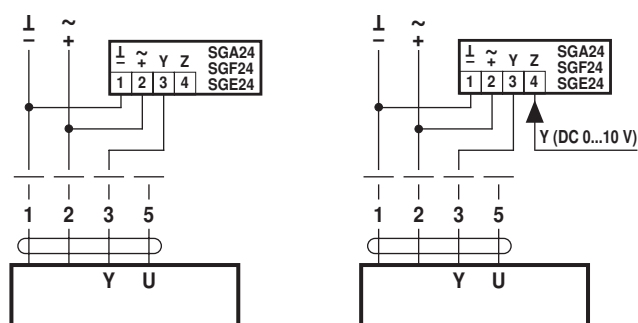 ⊥ ~
– +
⊥ ~ Y Z SGA24
– + SGF24
1 2 3 4 SGE24
1 2 3 5
Y U
⊥ ~
– +
⊥ ~ Y Z SGA24
– + SGF24
1 2 3 4 SGE24
Y (DC 0...10 V)
1 2 3 5
Y U